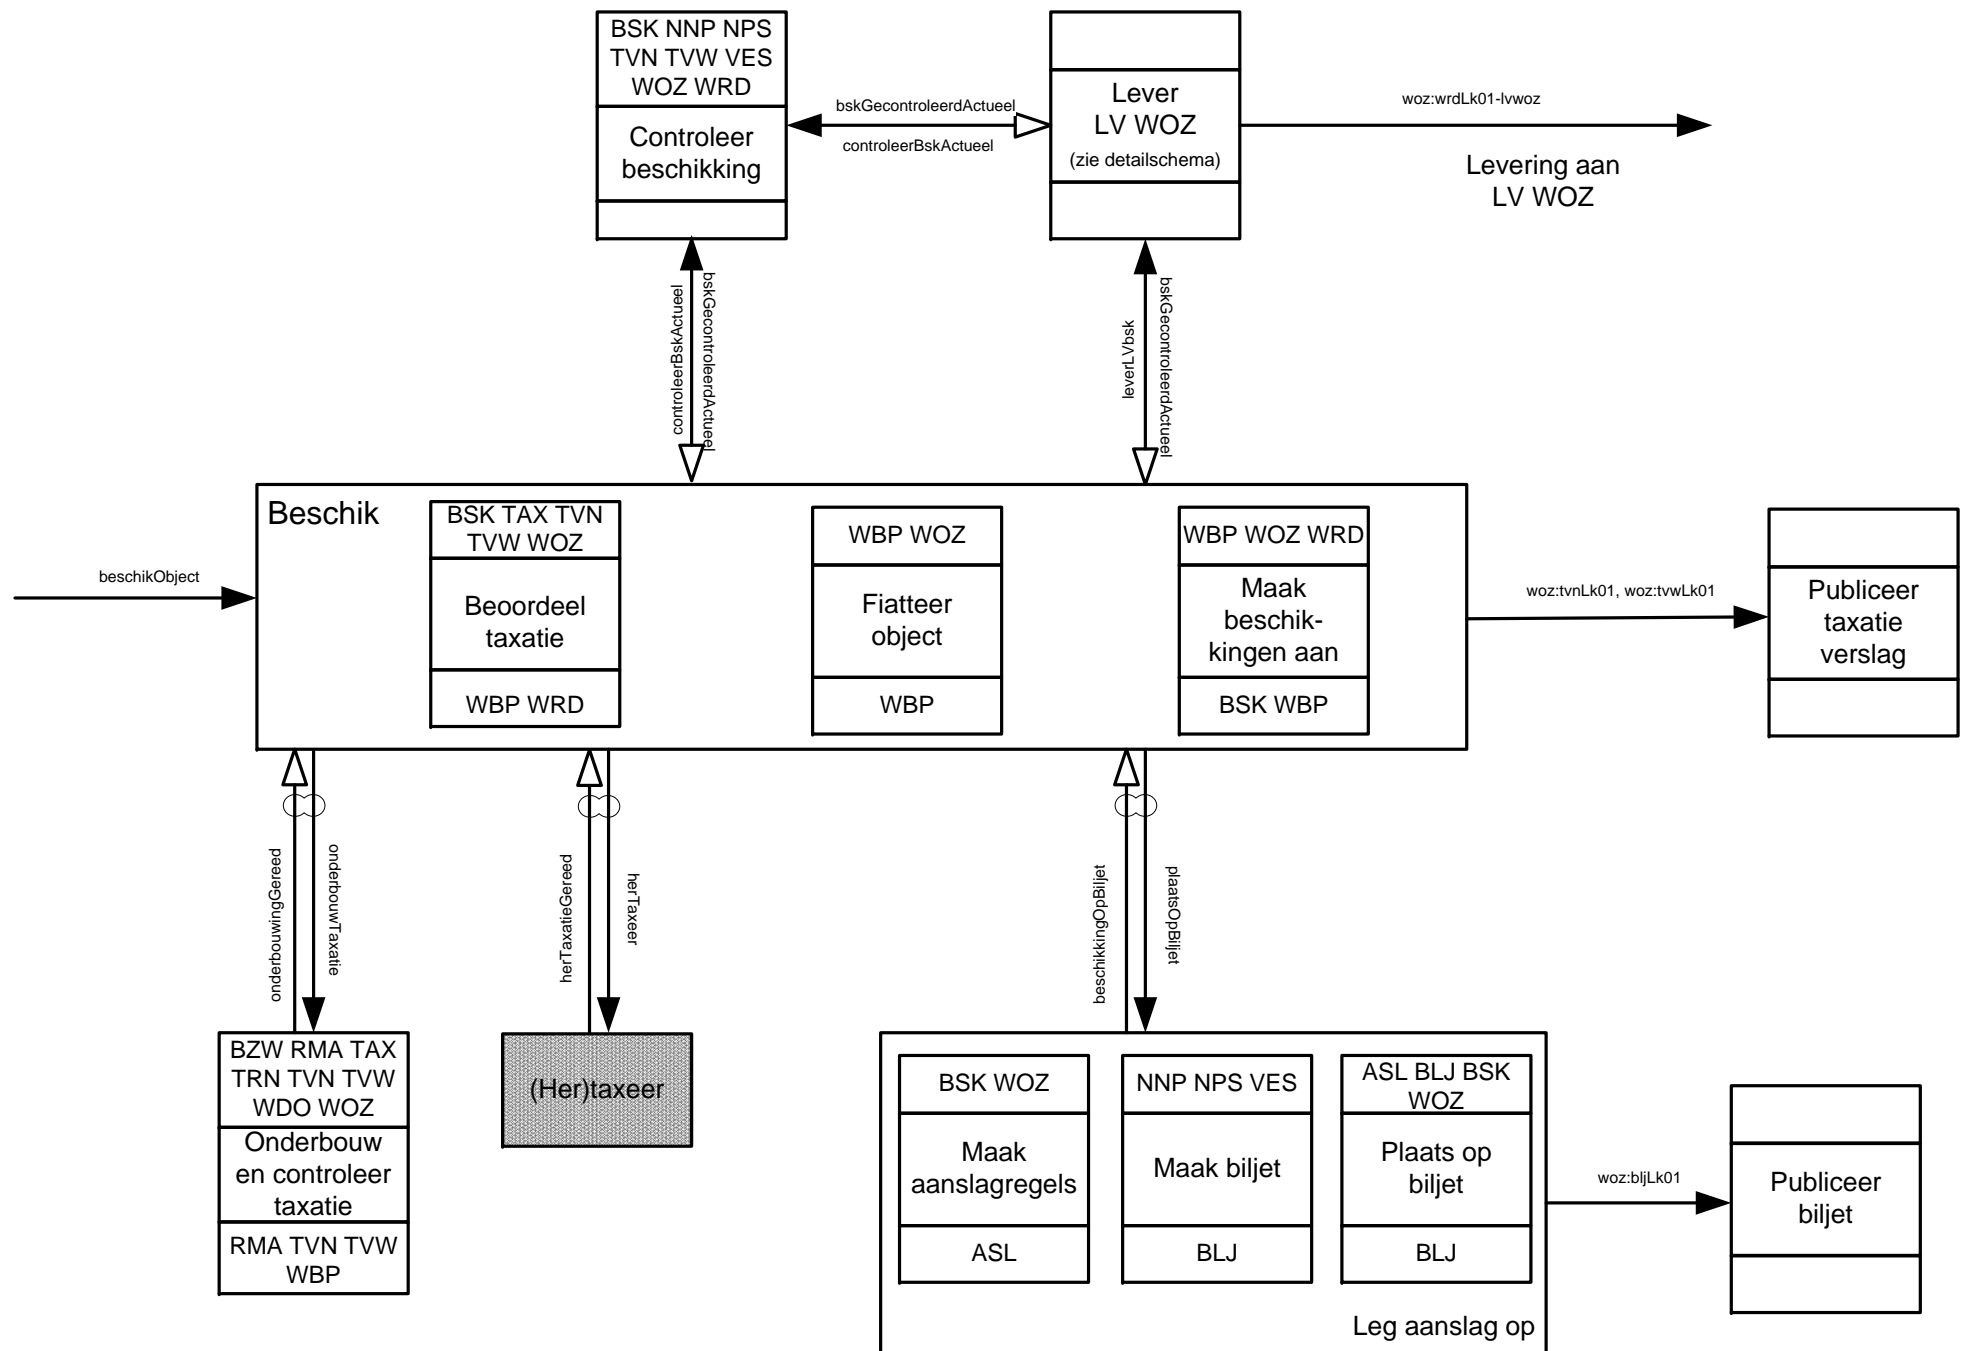 BSK NNP NPS
TVN TVW VES
WOZ WRD
Controleer
beschikking
bskGecontroleerdActueel
controleerBskActueel
Lever
LV WOZ
(zie detailschema)
woz:wrdLk01-lvwoz
Levering aan
LV WOZ
controleerBskActueel
bskGecontroleerdActueel
leverLVbsk
bskGecontroleerdActueel
beschikObject
Beschik
BSK TAX TVN
TVW WOZ
Beoordeel
taxatie
WBP WRD
WBP WOZ
Fiatteer
object
WBP
WBP WOZ WRD
Maak
beschik-
kingen aan
BSK WBP
woz:tvnLk01, woz:tvwLk01
Publiceer
taxatie
verslag
onderbouwingGereed
onderbouwTaxatie
herTaxatieGereed
herTaxeer
beschikkingOpBiljet
plaatsOpBiljet
BZW RMA TAX
TRN TVN TVW
WDO WOZ
Onderbouw
en controleer
taxatie
RMA TVN TVW
WBP
(Her)taxeer
BSK WOZ
Maak
aanslagregels
ASL
NNP NPS VES
Maak biljet
BLJ
ASL BLJ BSK
WOZ
Plaats op
biljet
BLJ
Leg aanslag op
woz:bljLk01
Publiceer
biljet